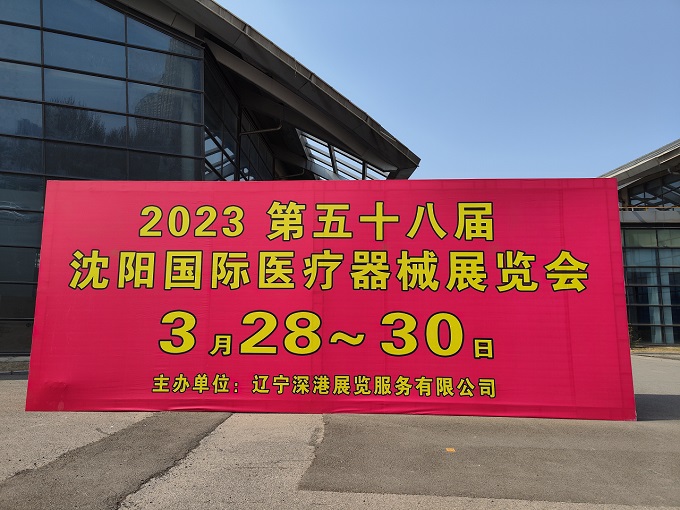 2023 第五十八届
沈阳国际医疗器械展览会
3月28~30日
主办单位：辽宁深港展览服务有限公司